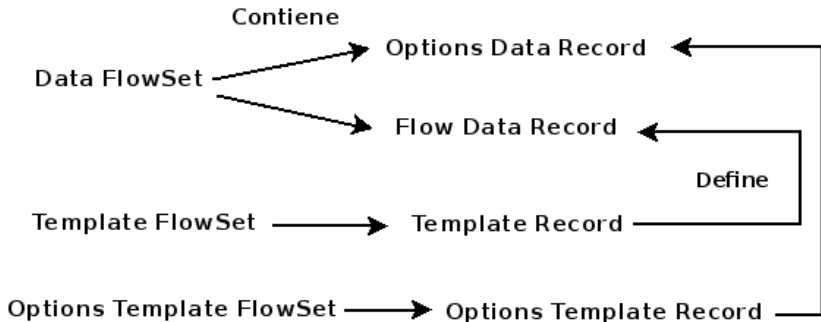 Contiene
Options Data Record
Data FlowSet
Flow Data Record
Define
Template FlowSet
Template Record
Options Template FlowSet
Options Template Record